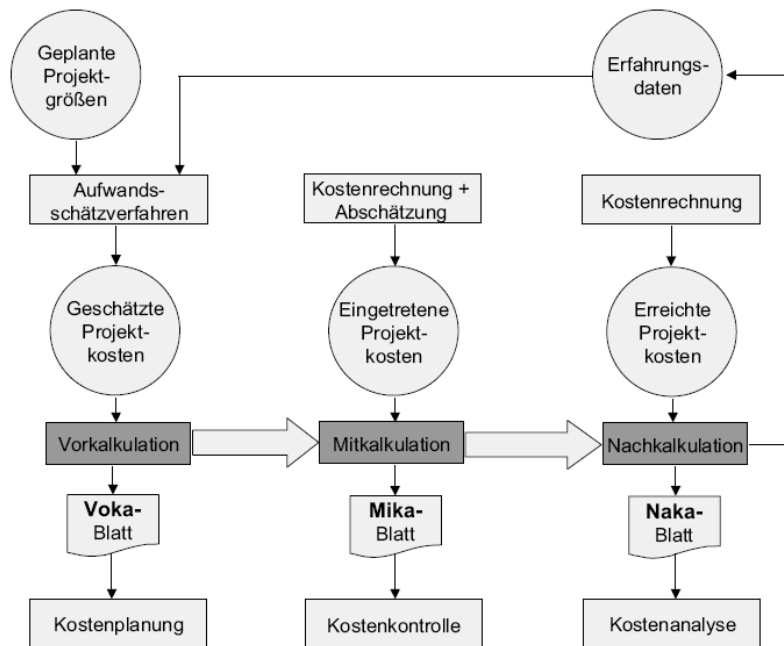 Geplante
Projekt-
größen
Erfahrungs-
daten
Aufwands-
schätzverfahren
Kostenrechnung +
Abschätzung
Kostenrechnung
Geschätzte
Projekt-
kosten
Eingetretene
Projekt-
kosten
Erreichte
Projekt-
kosten
Vorkalkulation
Mitkalkulation
Nachkalkulation
Voka-
Blatt
Mika-
Blatt
Naka-
Blatt
Kostenplanung
Kostenkontrolle
Kostenanalyse